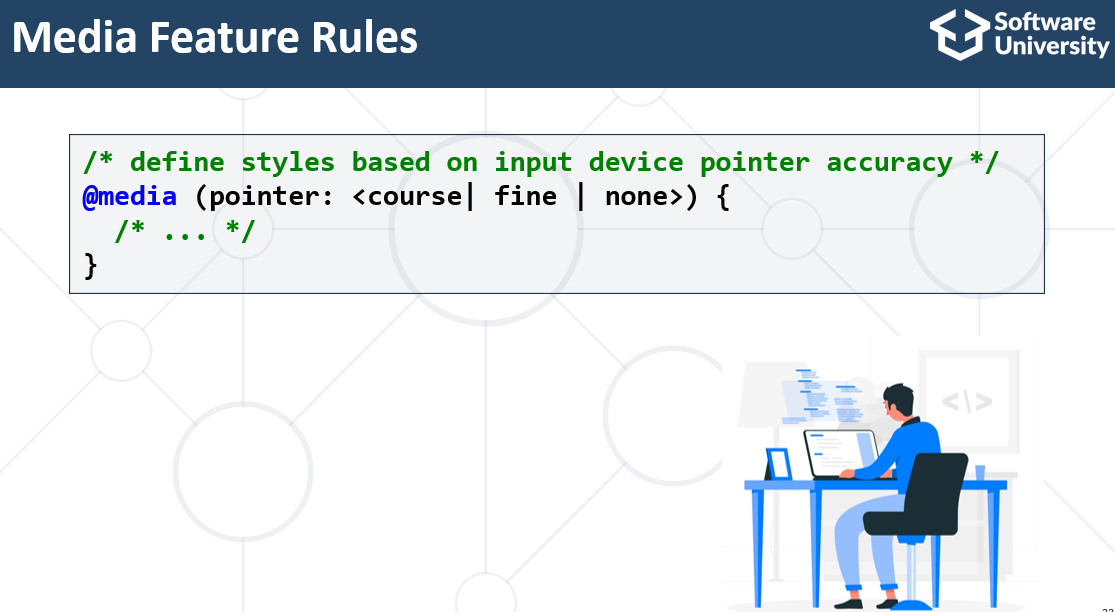 Media Feature Rules
Software
University
/* define styles based on input device pointer accuracy */
@media (pointer: <course| fine | none>) {
/* ... */
}
</>